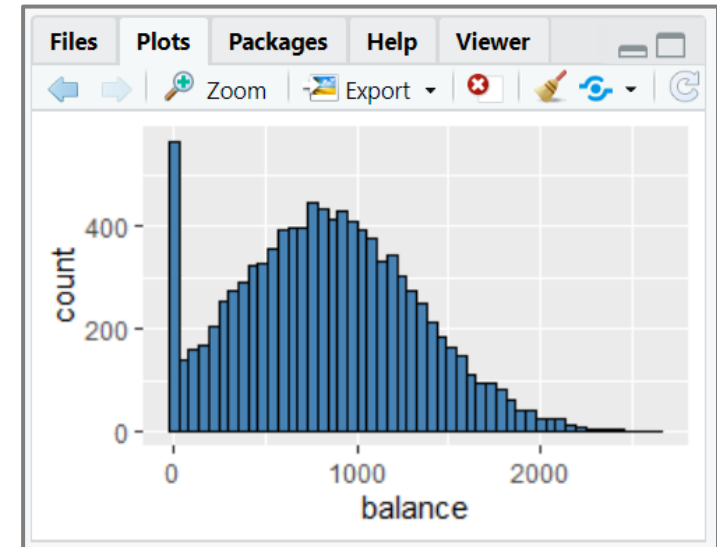 Files Plots Packages Help Viewer
Zoom Export
count
400
200
0
0 1000 2000
balance